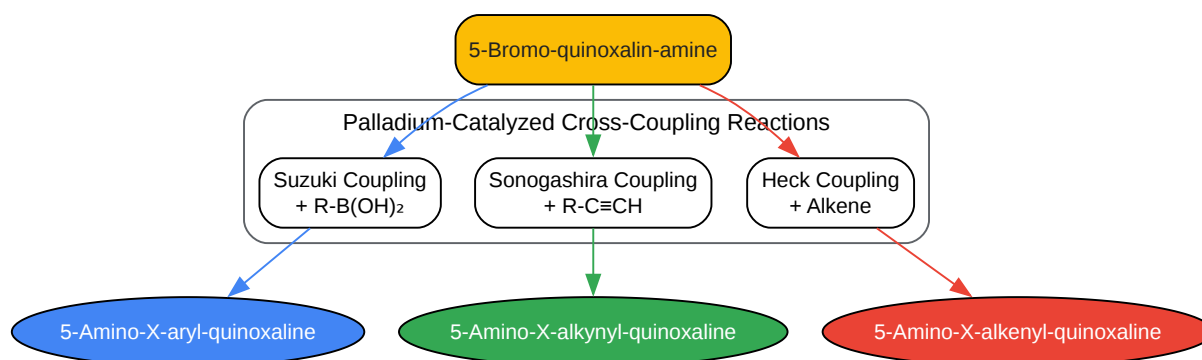 5-Bromo-quinoxalin-amine
Palladium-Catalyzed Cross-Coupling Reactions
Suzuki Coupling
+ R-B(OH)₂
Sonogashira Coupling
+ R-C≡CH
Heck Coupling
+ Alkene
5-Amino-X-aryl-quinoxaline
5-Amino-X-alkynyl-quinoxaline
5-Amino-X-alkenyl-quinoxaline